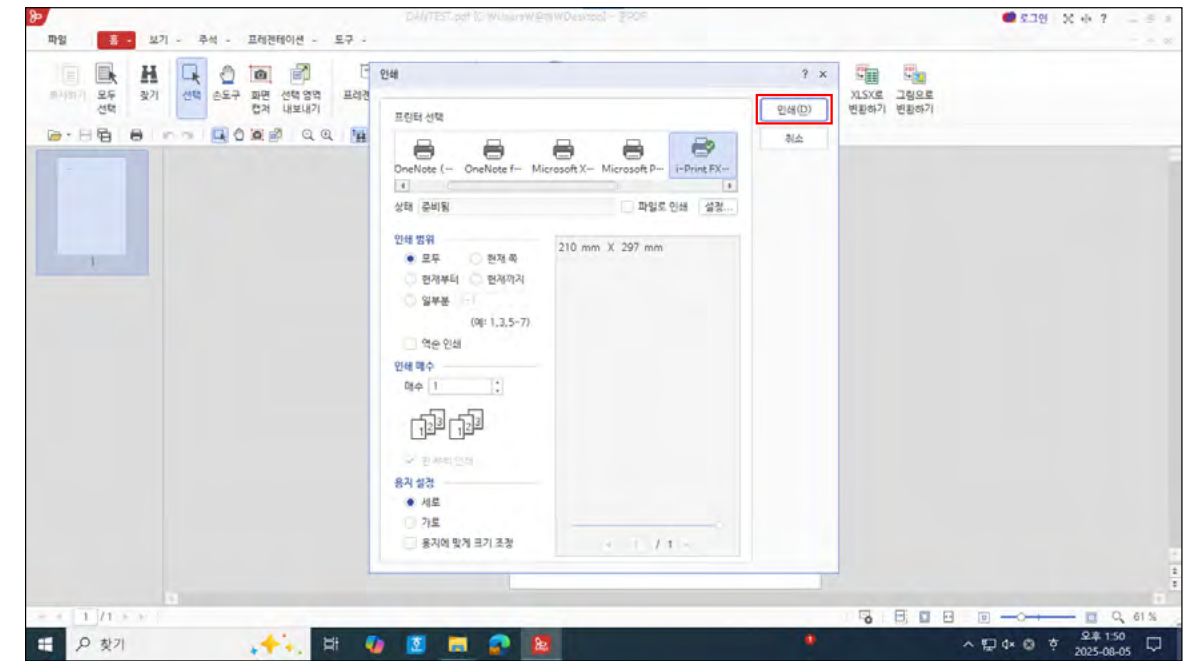 로그인 ?
파일 홈 보기 주석 프레젠테이션 도구
모두 선택
찾기
선택
손도구
화면 캡처
선택 영역 내보내기
XLSX로 변환하기
그림으로 변환하기
인쇄 ? ×
프린터 선택
인쇄(D)
취소
OneNote (... OneNote f... Microsoft X... Microsoft P... i-Print FX...
상태 준비됨 파일로 인쇄 설정...
인쇄 범위
모두 현재 쪽
현재부터 현재까지
일부분
(예: 1,3,5-7)
역순 인쇄
210 mm X 297 mm
인쇄 매수
매수 1
1 2 3 1 2 3
용지 설정
세로
가로
용지에 맞게 크기 조정
/ 1
1
1 /1
61 %
찾기
오후 1:50
2025-08-05